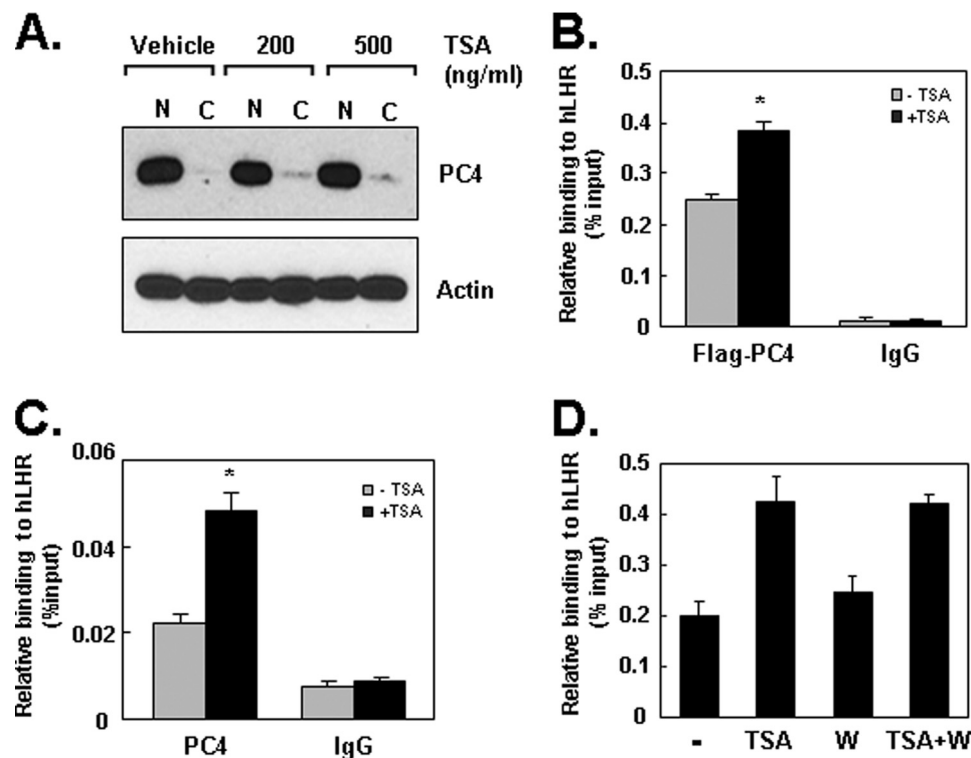 A.
Vehicle 200 500 TSA
(ng/ml)
N C N C N C
PC4
Actin
B.
Relative binding to hLHR
(% input)
0.5
0.4
0.3
0.2
0.1
0
*
- TSA
+TSA
Flag-PC4 IgG
C.
Relative binding to hLHR
(%input)
0.06
0.04
0.02
0
*
- TSA
+TSA
PC4 IgG
D.
Relative binding to hLHR
(% input)
0.5
0.4
0.3
0.2
0.1
0
- TSA W TSA+W